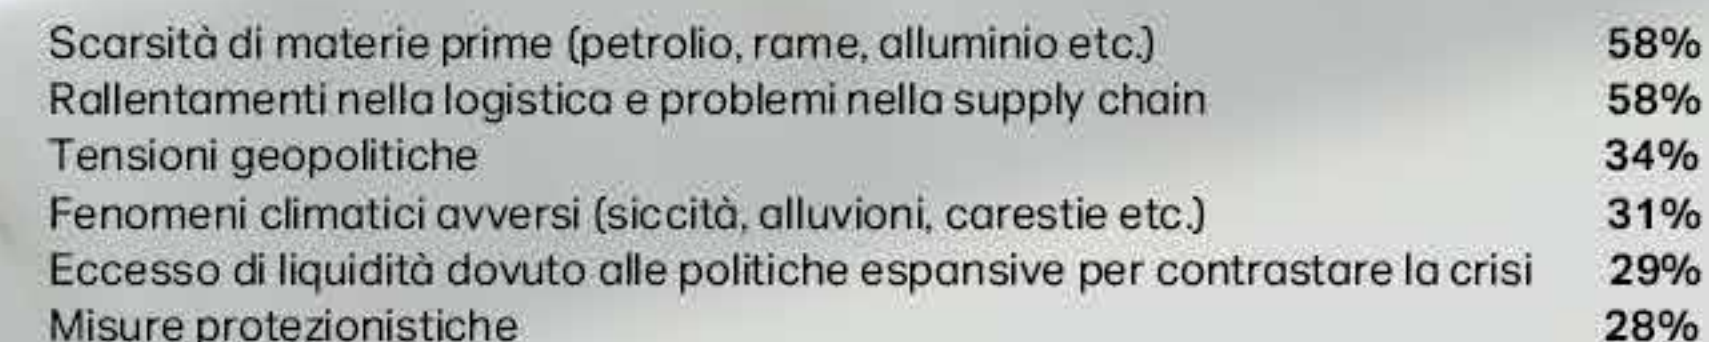 Scarsità di materie prime (petrolio, rame, alluminio etc.) 58%
Rallentamenti nella logistica e problemi nella supply chain 58%
Tensioni geopolitiche 34%
Fenomeni climatici avversi (siccità, alluvioni, carestie etc.) 31%
Eccesso di liquidità dovuto alle politiche espansive per contrastare la crisi 29%
Misure protezionistiche 28%